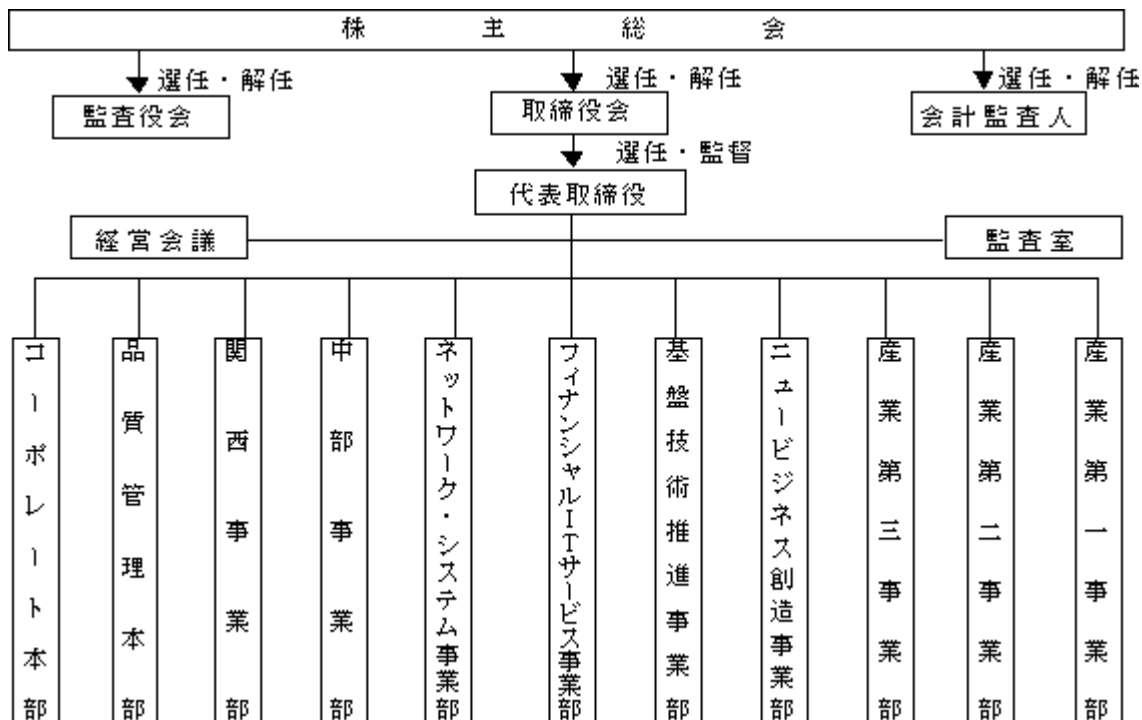 株主総会
選任・解任
選任・解任
選任・解任
監査役会
取締役会
会計監査人
選任・監督
代表取締役
経営会議
監査室
コーポレート本部
品質管理本部
関西事業部
中部事業部
ネットワーク・システム事業部
フィナンシャルITサービス事業部
基盤技術推進事業部
ニュービジネス創造事業部
産業第三事業部
産業第二事業部
産業第一事業部